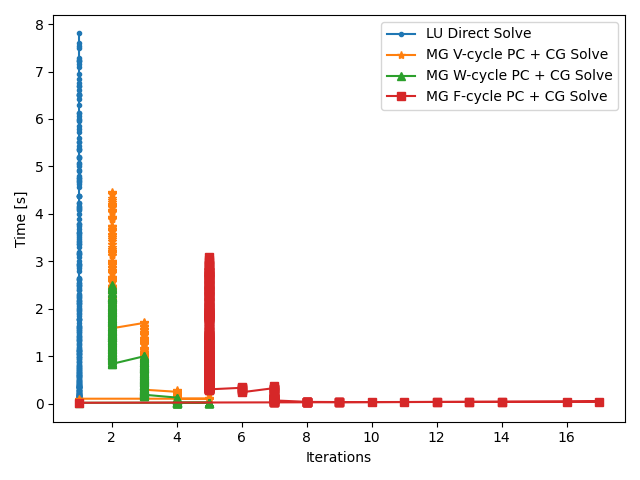 LU Direct Solve
MG V-cycle PC + CG Solve
MG W-cycle PC + CG Solve
MG F-cycle PC + CG Solve
8
7
6
5
4
3
2
1
0
Time [s]
2 4 6 8 10 12 14 16
Iterations